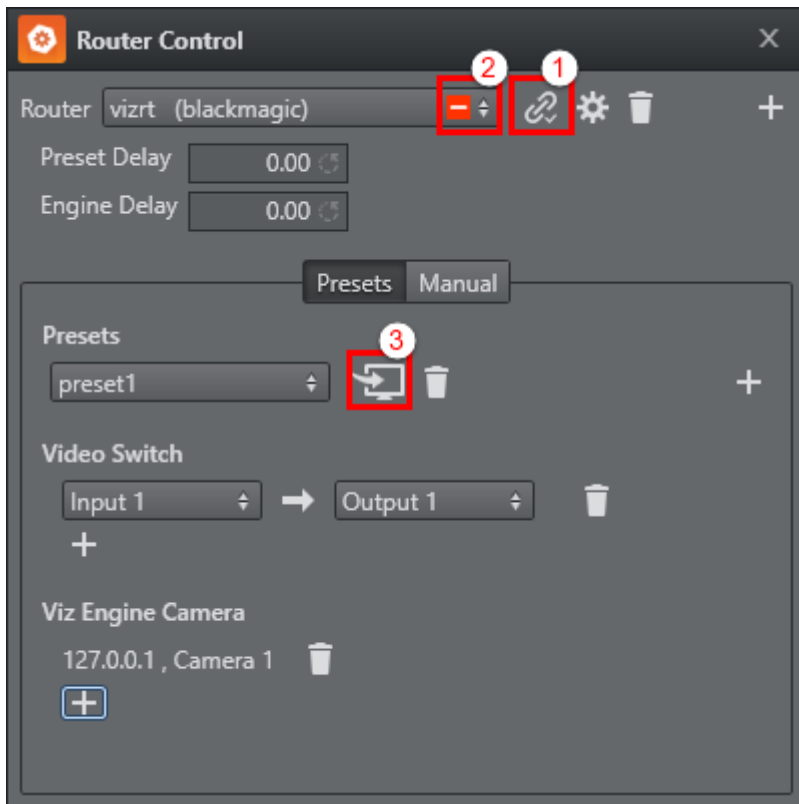 Router Control
2
1
Router vizrt (blackmagic)
Preset Delay 0.00
Engine Delay 0.00
Presets Manual
Presets
3
preset1
Video Switch
Input 1 Output 1
Viz Engine Camera
127.0.0.1 , Camera 1